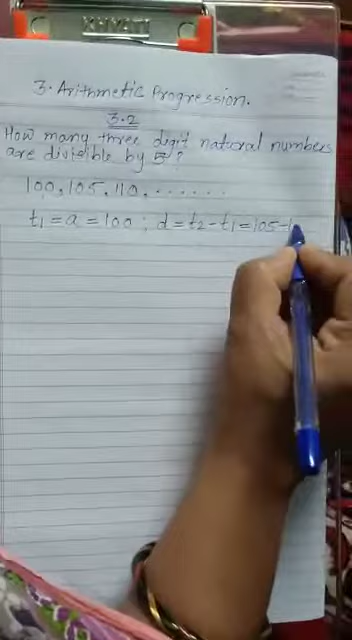 3. Arithmetic Progression.
3.2
How many three digit natural numbers
are divisible by 5?
100, 105, 110, .......
t₁ = a = 100 ; d = t₂ - t₁ = 105-1